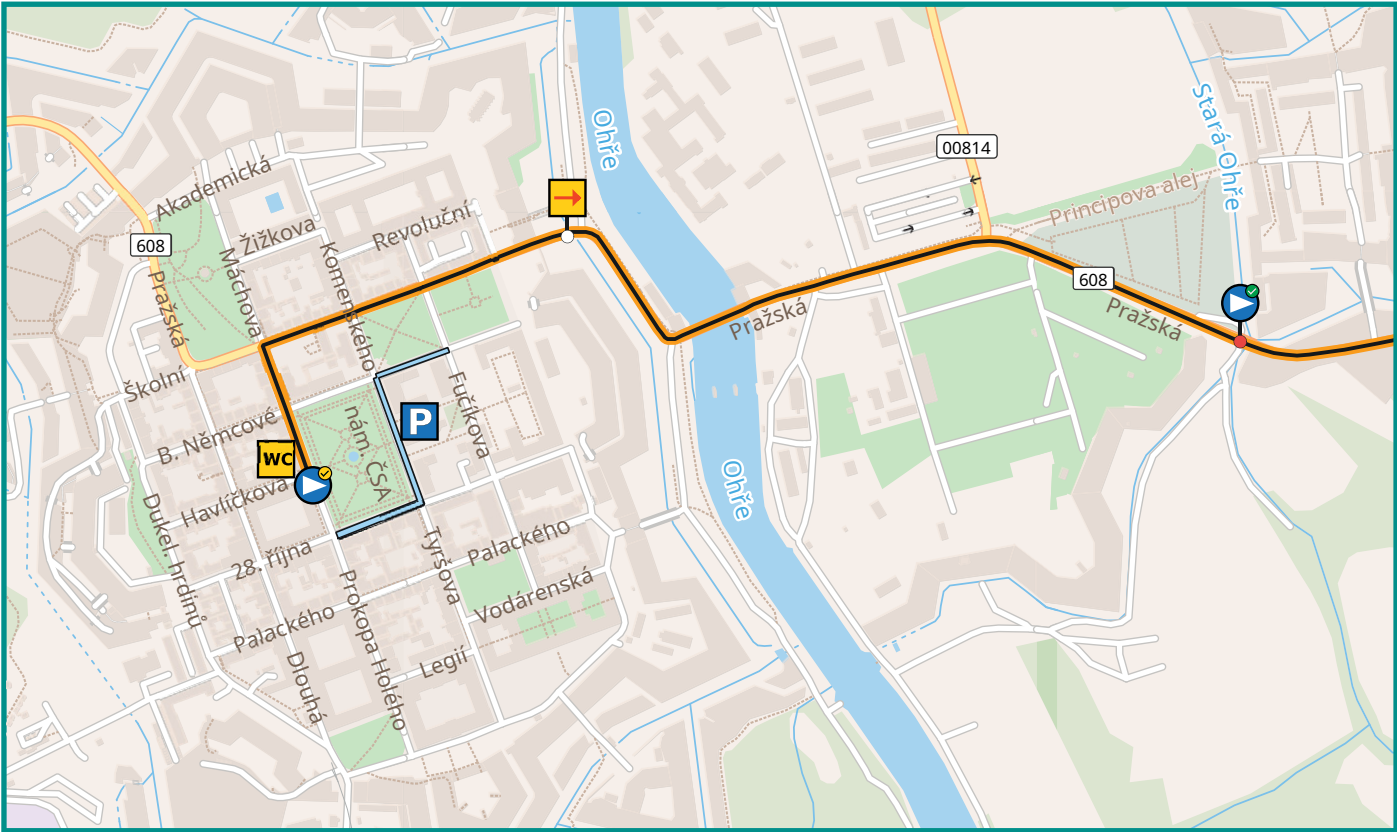 Ohře
Stará Ohře
00814
Akademická
Principova alej
608
Žižkova
Revoluční
Máchova
Komenského
Pražská
608
Pražská
Pražská
Školní
B. Němcové
nám. ČSA
P
Fučíkova
WC
Havlíčkova
Ohře
Dukel. hrdinů
28. října
Tyršova
Palackého
Prokopa Holého
Vodárenská
Palackého
Dlouhá
Legií